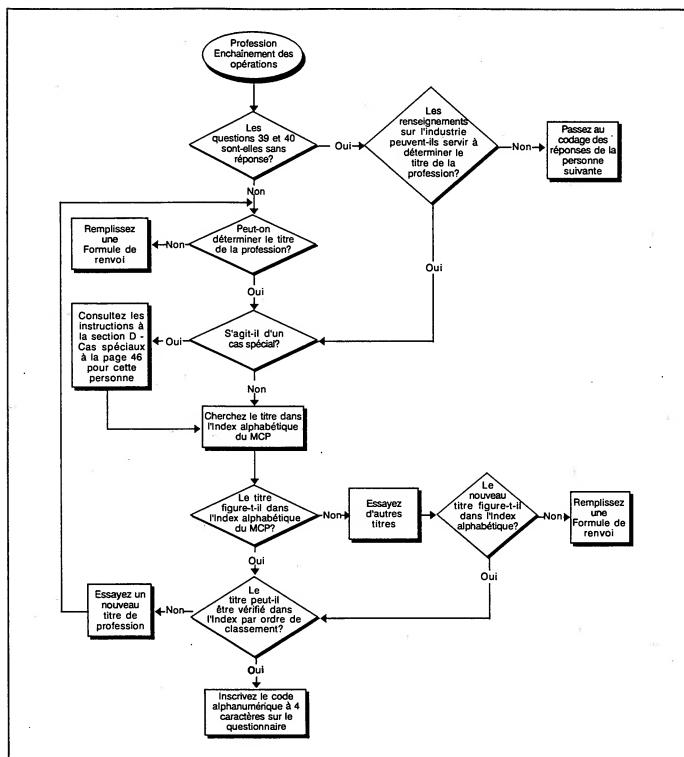 Profession
Enchaînement des
opérations
Les
questions 39 et 40
sont-elles sans
réponse?
Oui
Les
renseignements
sur l'industrie
peuvent-ils servir à
déterminer le
titre de la
profession?
Non
Passez au
codage des
réponses de la
personne
suivante
Non
Oui
Peut-on
déterminer le titre
de la profession?
Non
Remplissez
une
Formule de
renvoi
Oui
S'agit-il d'un
cas spécial?
Oui
Consultez les
instructions à
la section D -
Cas spéciaux
à la page 46
pour cette
personne
Non
Cherchez le titre dans
l'Index alphabétique
du MCP
Le titre
figure-t-il dans
l'Index alphabétique
du MCP?
Non
Essayez
d'autres
titres
Le
nouveau
titre figure-t-il
dans l'Index
alphabétique?
Non
Remplissez
une
Formule de
renvoi
Oui
Oui
Le
titre peut-il
être vérifié dans
l'Index par ordre de
classement?
Non
Essayez un
nouveau
titre de
profession
Oui
Inscrivez le code
alphanumérique à 4
caractères sur le
questionnaire